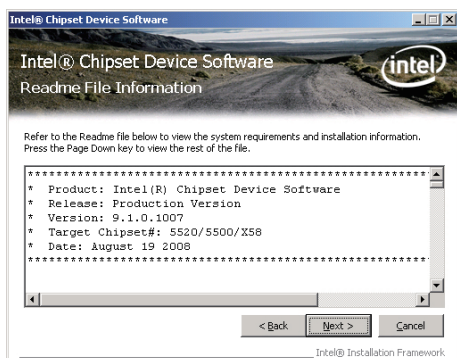 Intel® Chipset Device Software
Intel® Chipset Device Software
intel
Readme File Information
Refer to the Readme file below to view the system requirements and installation information.
Press the Page Down key to view the rest of the file.
* Product: Intel(R) Chipset Device Software
* Release: Production Version
* Version: 9.1.0.1007
* Target Chipset#: 5520/5500/X58
* Date: August 19 2008
< Back Next > Cancel
Intel® Installation Framework